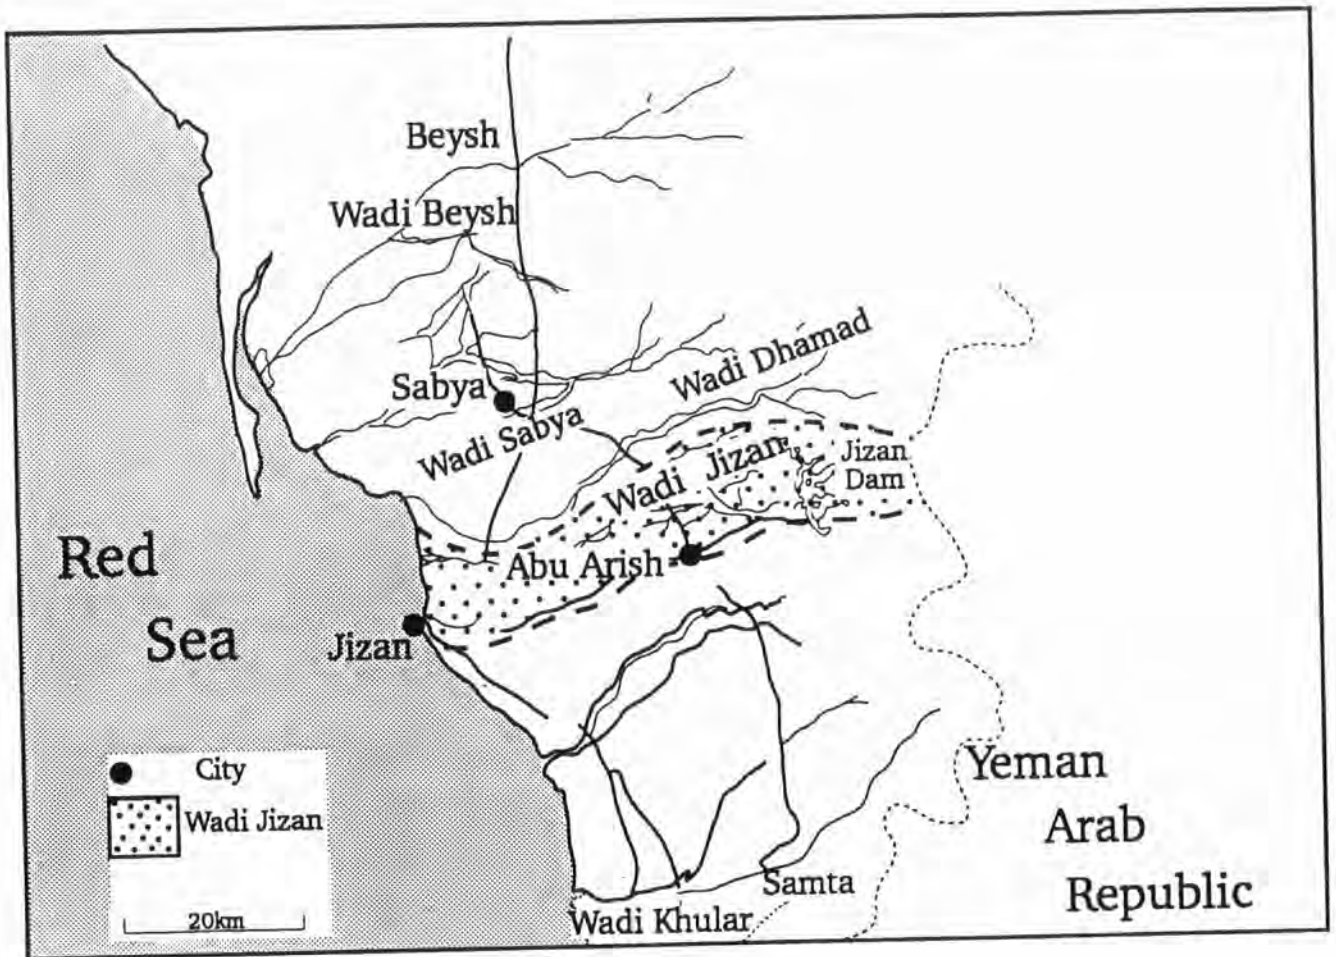 Beysh
Wadi Beysh
Wadi Dhamad
Sabya
Wadi Sabya
Wadi Jizan
Jizan
Dam
Red
Sea
Abu Arish
Jizan
City
Wadi Jizan
20km
Yeman
Arab
Republic
Samta
Wadi Khular